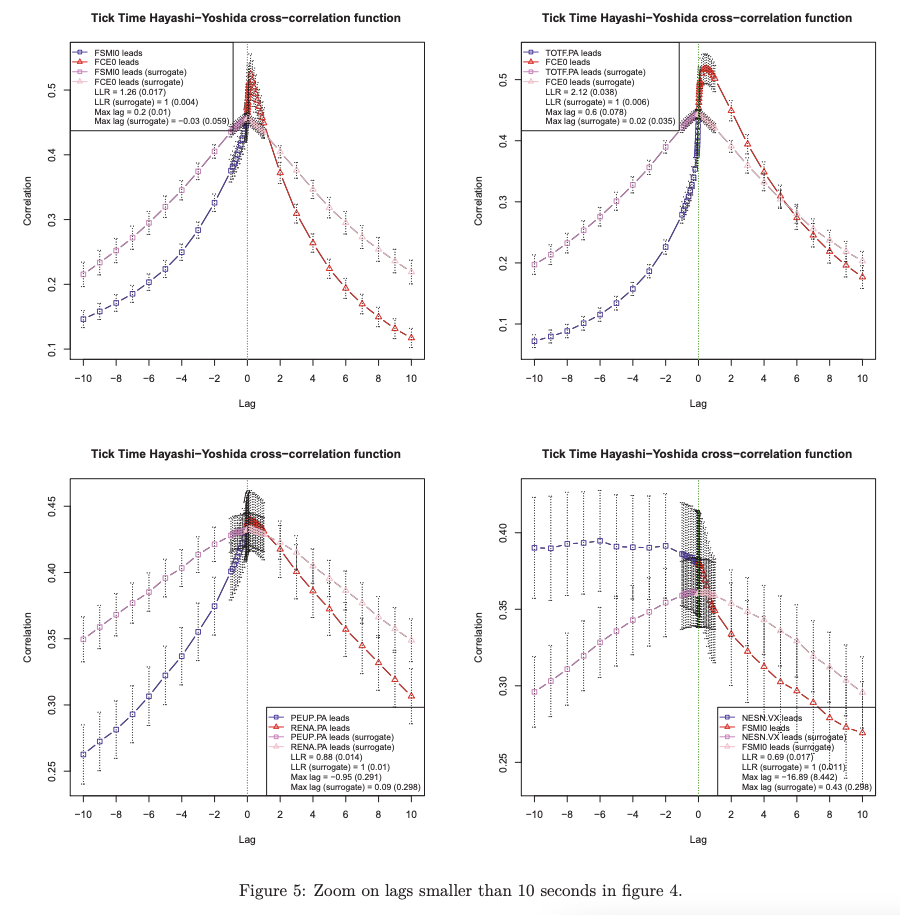 Tick Time Hayashi−Yoshida cross−correlation function
FSMI0 leads
FCE0 leads
FSMI0 leads (surrogate)
FCE0 leads (surrogate)
LLR = 1.26 (0.017)
LLR (surrogate) = 1 (0.004)
Max lag = 0.2 (0.01)
Max lag (surrogate) = −0.03 (0.059)
Correlation
0.5
0.4
0.3
0.2
0.1
−10 −8 −6 −4 −2 0 2 4 6 8 10
Lag
Tick Time Hayashi−Yoshida cross−correlation function
TOTF.PA leads
FCE0 leads
TOTF.PA leads (surrogate)
FCE0 leads (surrogate)
LLR = 2.12 (0.038)
LLR (surrogate) = 1 (0.006)
Max lag = 0.6 (0.078)
Max lag (surrogate) = 0.02 (0.035)
Correlation
0.5
0.4
0.3
0.2
0.1
−10 −8 −6 −4 −2 0 2 4 6 8 10
Lag
Tick Time Hayashi−Yoshida cross−correlation function
Correlation
0.45
0.40
0.35
0.30
0.25
PEUP.PA leads
RENA.PA leads
PEUP.PA leads (surrogate)
RENA.PA leads (surrogate)
LLR = 0.88 (0.014)
LLR (surrogate) = 1 (0.01)
Max lag = −0.95 (0.291)
Max lag (surrogate) = 0.09 (0.298)
−10 −8 −6 −4 −2 0 2 4 6 8 10
Lag
Tick Time Hayashi−Yoshida cross−correlation function
Correlation
0.40
0.35
0.30
0.25
NESN.VX leads
FSMI0 leads
NESN.VX leads (surrogate)
FSMI0 leads (surrogate)
LLR = 0.69 (0.017)
LLR (surrogate) = 1 (0.011)
Max lag = −16.89 (8.442)
Max lag (surrogate) = 0.43 (0.298)
−10 −8 −6 −4 −2 0 2 4 6 8 10
Lag
Figure 5: Zoom on lags smaller than 10 seconds in figure 4.